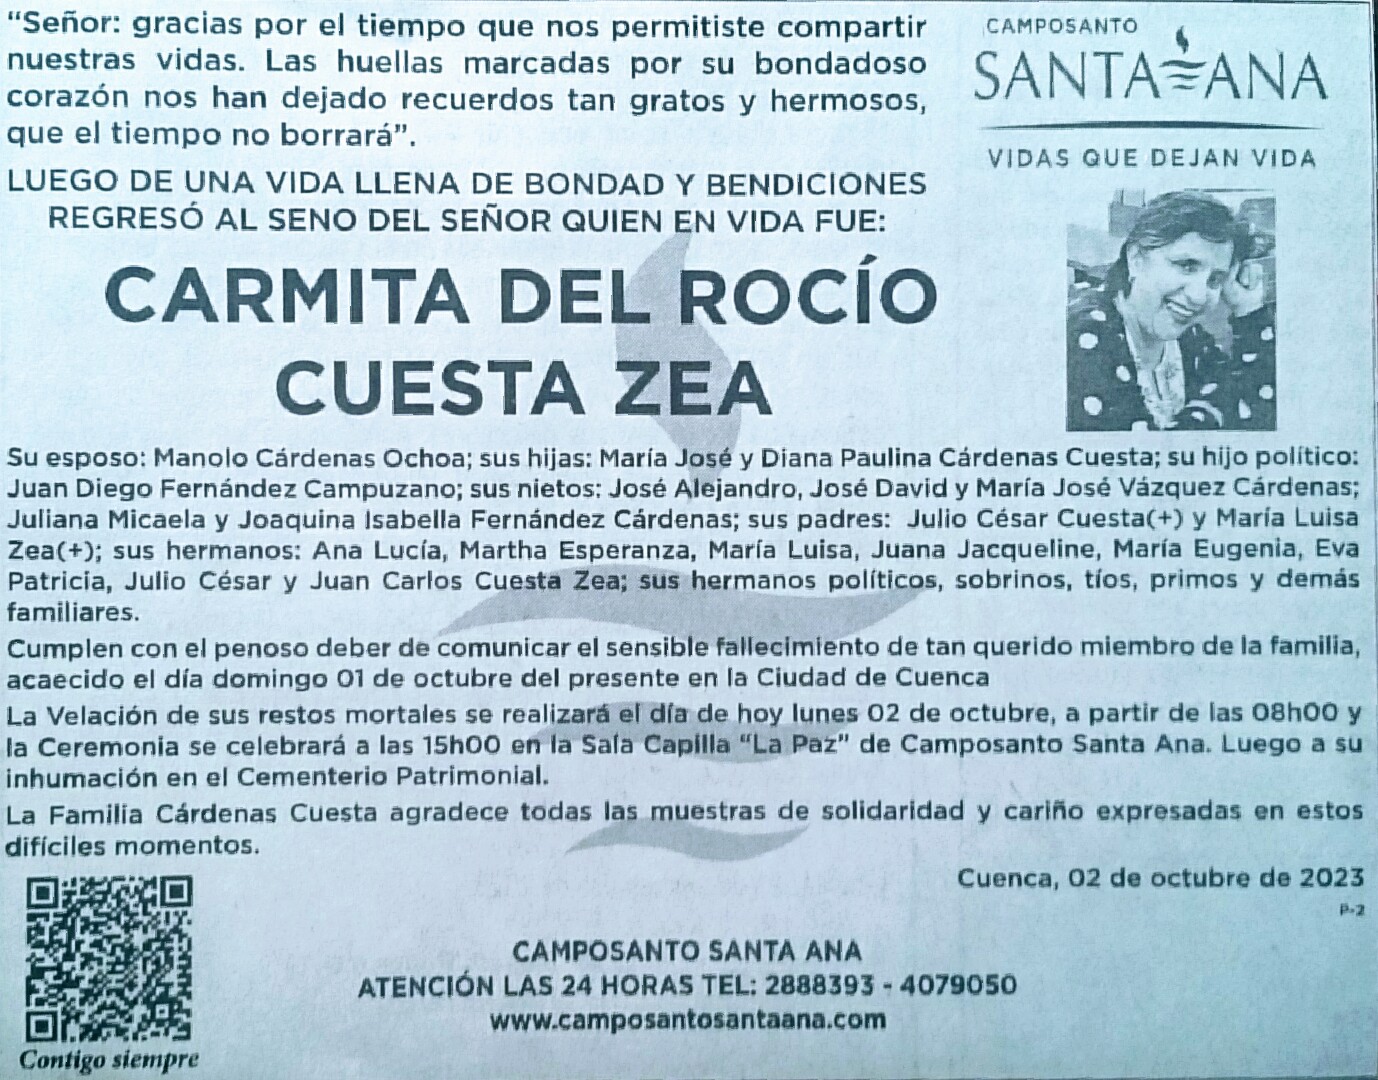 “Señor: gracias por el tiempo que nos permitiste compartir
nuestras vidas. Las huellas marcadas por su bondadoso
corazón nos han dejado recuerdos tan gratos y hermosos,
que el tiempo no borrará”.
LUEGO DE UNA VIDA LLENA DE BONDAD Y BENDICIONES
REGRESÓ AL SENO DEL SEÑOR QUIEN EN VIDA FUE:
CAMPOSANTO
SANTA ANA
VIDAS QUE DEJAN VIDA
CARMITA DEL ROCÍO
CUESTA ZEA
Su esposo: Manolo Cárdenas Ochoa; sus hijas: María José y Diana Paulina Cárdenas Cuesta; su hijo político:
Juan Diego Fernández Campuzano; sus nietos: José Alejandro, José David y María José Vázquez Cárdenas;
Juliana Micaela y Joaquina Isabella Fernández Cárdenas; sus padres: Julio César Cuesta(+) y María Luisa
Zea(+); sus hermanos: Ana Lucía, Martha Esperanza, María Luisa, Juana Jacqueline, María Eugenia, Eva
Patricia, Julio César y Juan Carlos Cuesta Zea; sus hermanos políticos, sobrinos, tíos, primos y demás
familiares.
Cumplen con el penoso deber de comunicar el sensible fallecimiento de tan querido miembro de la familia,
acaecido el día domingo 01 de octubre del presente en la Ciudad de Cuenca
La Velación de sus restos mortales se realizará el día de hoy lunes 02 de octubre, a partir de las 08h00 y
la Ceremonia se celebrará a las 15h00 en la Sala Capilla “La Paz” de Camposanto Santa Ana. Luego a su
inhumación en el Cementerio Patrimonial.
La Familia Cárdenas Cuesta agradece todas las muestras de solidaridad y cariño expresadas en estos
difíciles momentos.
Cuenca, 02 de octubre de 2023
P-2
CAMPOSANTO SANTA ANA
ATENCIÓN LAS 24 HORAS TEL: 2888393 - 4079050
www.camposantosantaana.com
Contigo siempre